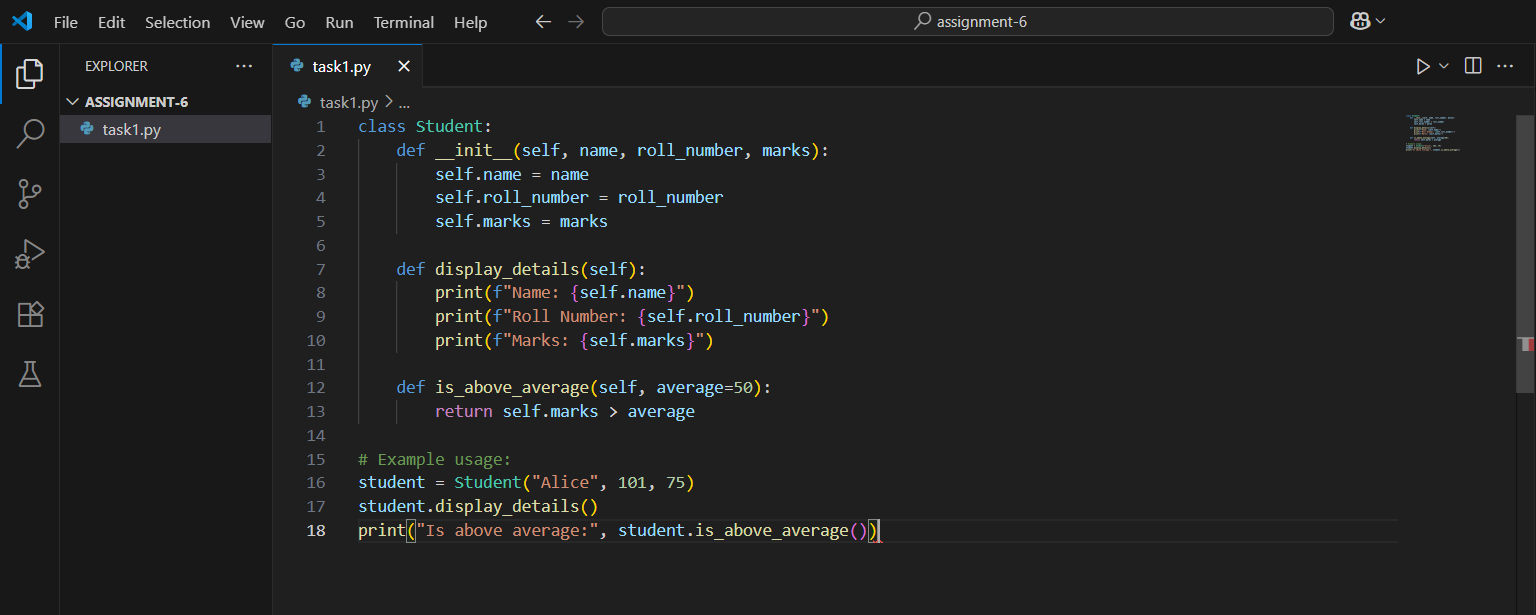 File Edit Selection View Go Run Terminal Help assignment-6
EXPLORER
ASSIGNMENT-6
task1.py
task1.py
task1.py > ...
1 class Student:
2     def __init__(self, name, roll_number, marks):
3         self.name = name
4         self.roll_number = roll_number
5         self.marks = marks
6
7     def display_details(self):
8         print(f"Name: {self.name}")
9         print(f"Roll Number: {self.roll_number}")
10         print(f"Marks: {self.marks}")
11
12     def is_above_average(self, average=50):
13         return self.marks > average
14
15 # Example usage:
16 student = Student("Alice", 101, 75)
17 student.display_details()
18 print("Is above average:", student.is_above_average())